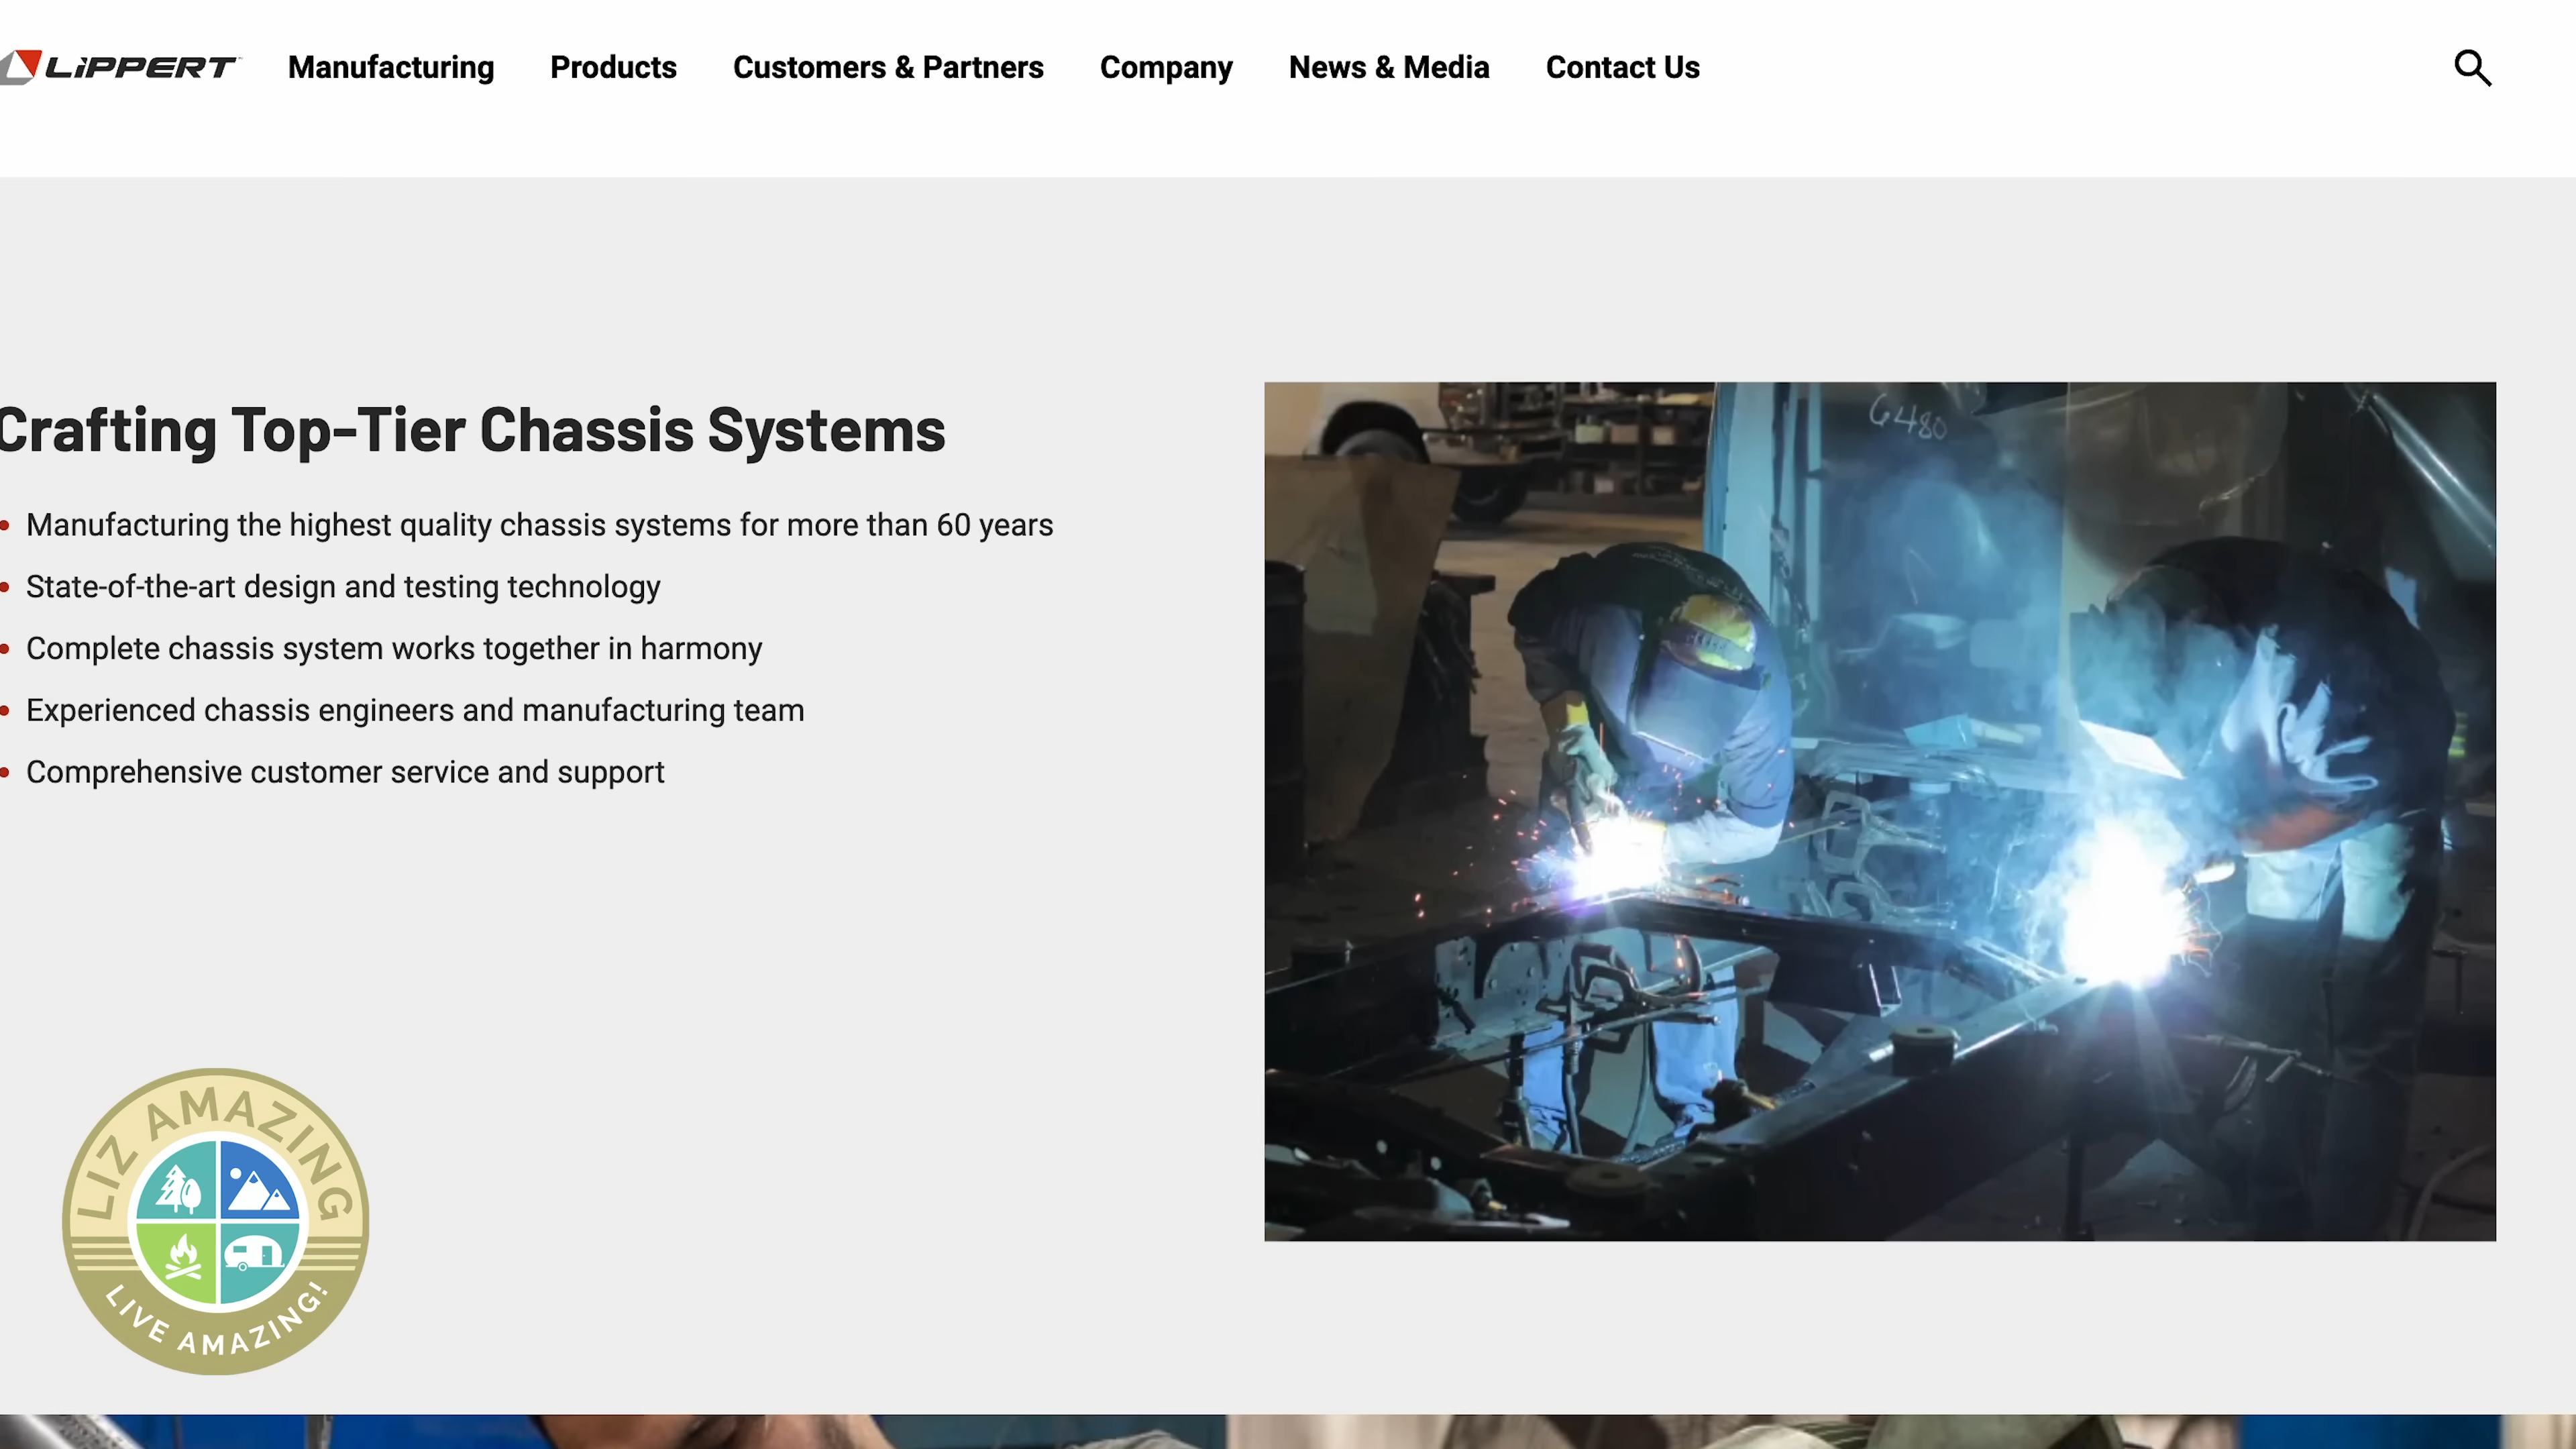 LiPPERT
Manufacturing
Products
Customers & Partners
Company
News & Media
Contact Us
Crafting Top-Tier Chassis Systems
Manufacturing the highest quality chassis systems for more than 60 years
State-of-the-art design and testing technology
Complete chassis system works together in harmony
Experienced chassis engineers and manufacturing team
Comprehensive customer service and support
6480
LIZ AMAZING
LIVE AMAZING!